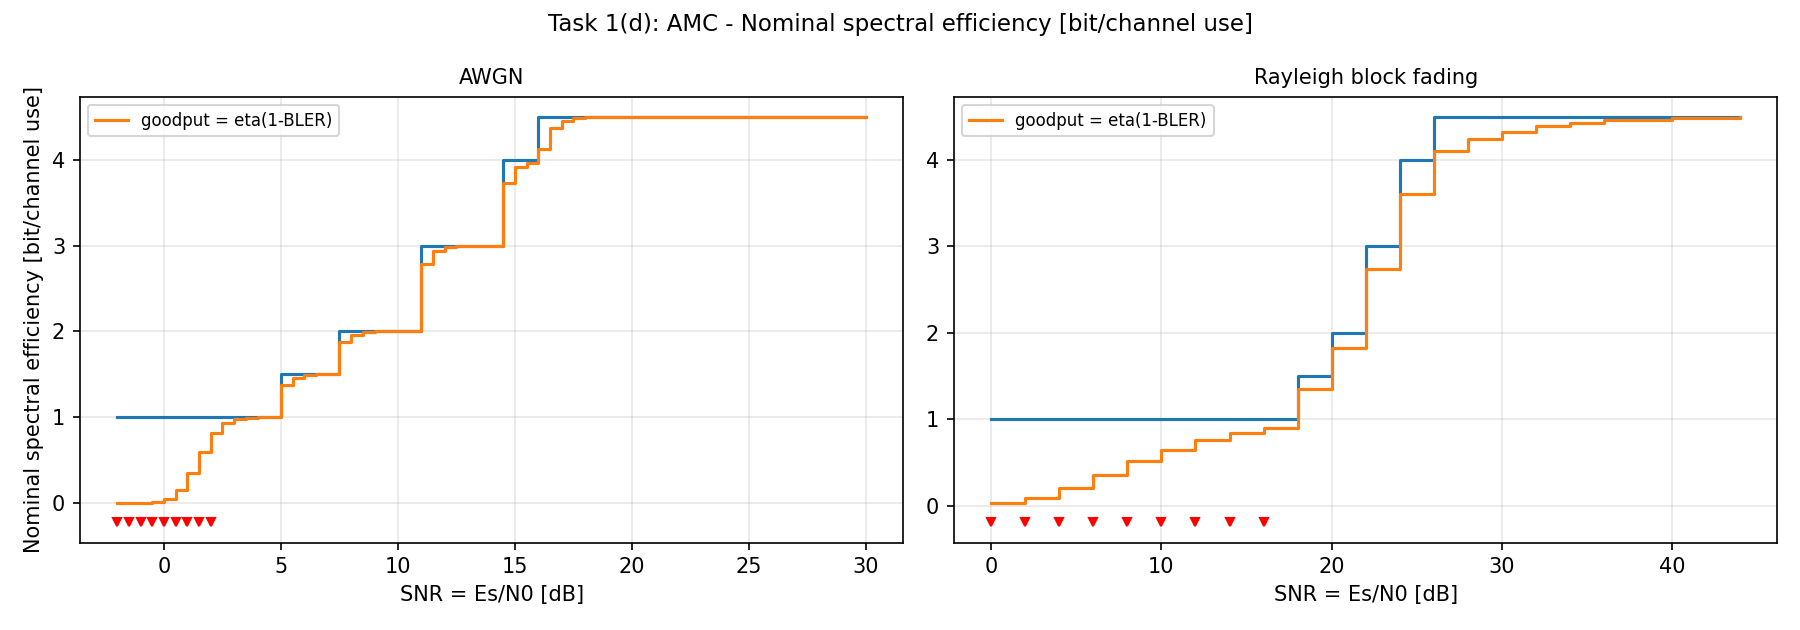 Task 1(d): AMC - Nominal spectral efficiency [bit/channel use]
AWGN
Nominal spectral efficiency [bit/channel use]
goodput = eta(1-BLER)
4
3
2
1
0
0 5 10 15 20 25 30
SNR = Es/N0 [dB]
Rayleigh block fading
goodput = eta(1-BLER)
4
3
2
1
0
0 10 20 30 40
SNR = Es/N0 [dB]